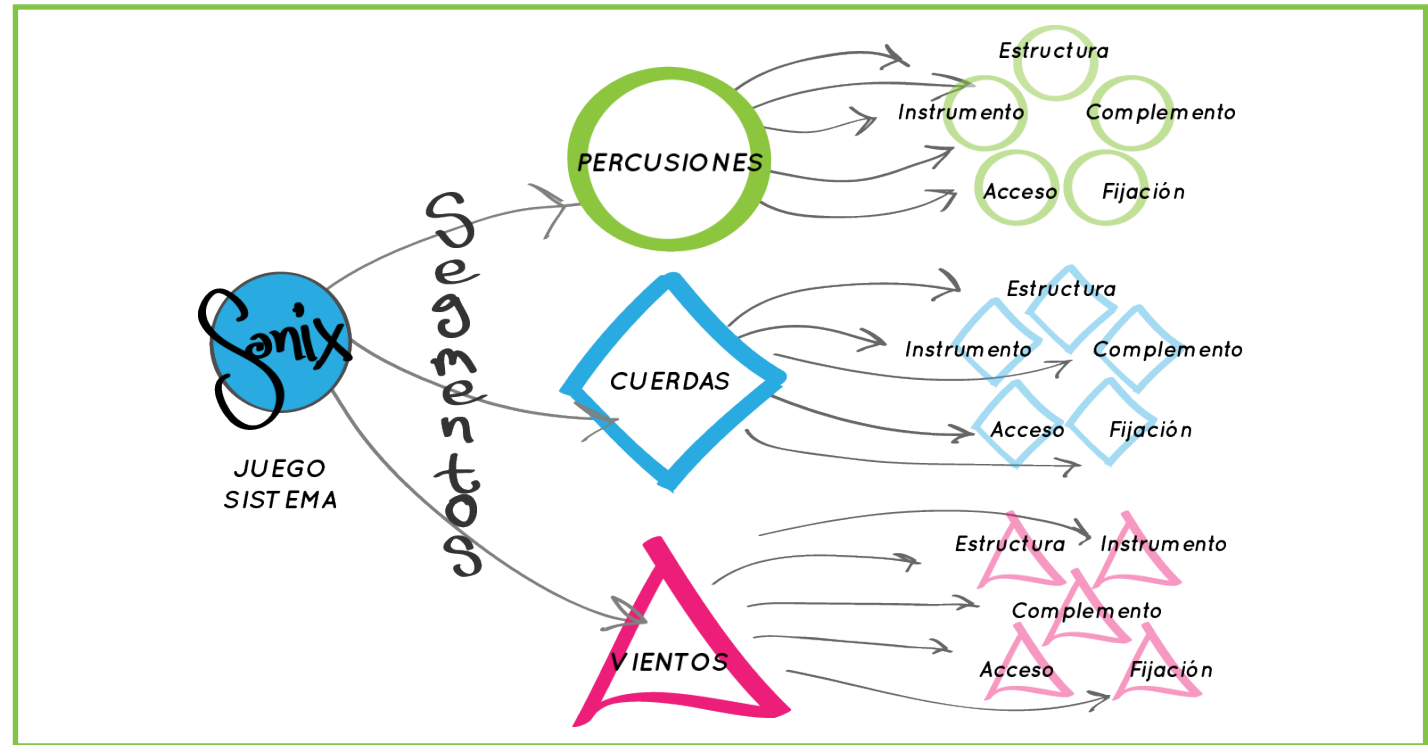 Sonix
JUEGO
SISTEMA
Segmentos
PERCUSIONES
Estructura
Instrumento
Complemento
Acceso
Fijación
CUERDAS
Estructura
Instrumento
Complemento
Acceso
Fijación
VIENTOS
Estructura
Instrumento
Complemento
Acceso
Fijación